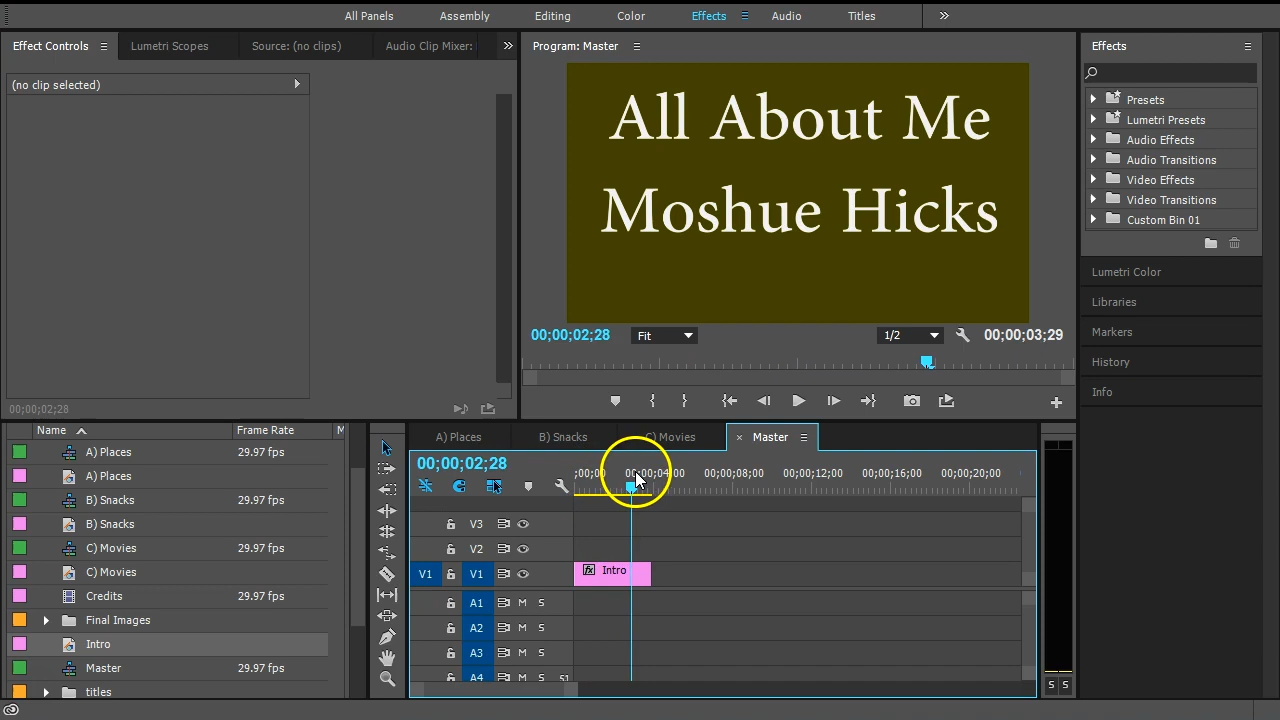 All Panels Assembly Editing Color Effects Audio Titles
Effect Controls Lumetri Scopes Source: (no clips) Audio Clip Mixer:
(no clip selected)
00;00;02;28
Program: Master
All About Me
Moshue Hicks
00;00;02;28 Fit 1/2 00;00;03;29
Effects
Presets
Lumetri Presets
Audio Effects
Audio Transitions
Video Effects
Video Transitions
Custom Bin 01
Lumetri Color
Libraries
Markers
History
Info
Name Frame Rate M
A) Places 29.97 fps
A) Places
B) Snacks 29.97 fps
B) Snacks
C) Movies 29.97 fps
C) Movies
Credits 29.97 fps
Final Images
Intro
Master 29.97 fps
titles
A) Places B) Snacks C) Movies × Master
00;00;02;28
;00;00 00;00;04;00 00;00;08;00 00;00;12;00 00;00;16;00 00;00;20;00
V3
V2
V1 V1 fx Intro
A1 M S
A2 M S
A3 M S
A4 M S 51
S S